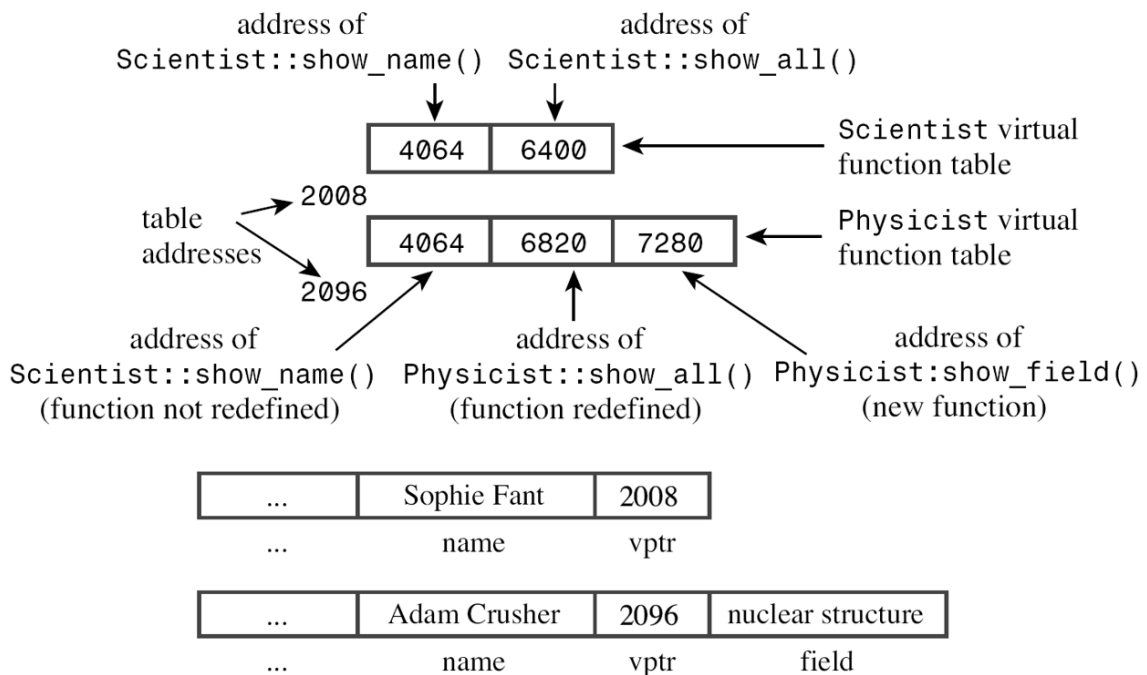 address of
Scientist::show_name()
address of
Scientist::show_all()
4064 6400
Scientist virtual
function table
2008
table
addresses
4064 6820 7280
Physicist virtual
function table
2096
address of
Scientist::show_name()
(function not redefined)
address of
Physicist::show_all()
(function redefined)
address of
Physicist:show_field()
(new function)
... Sophie Fant 2008
... name vptr
... Adam Crusher 2096 nuclear structure
... name vptr field